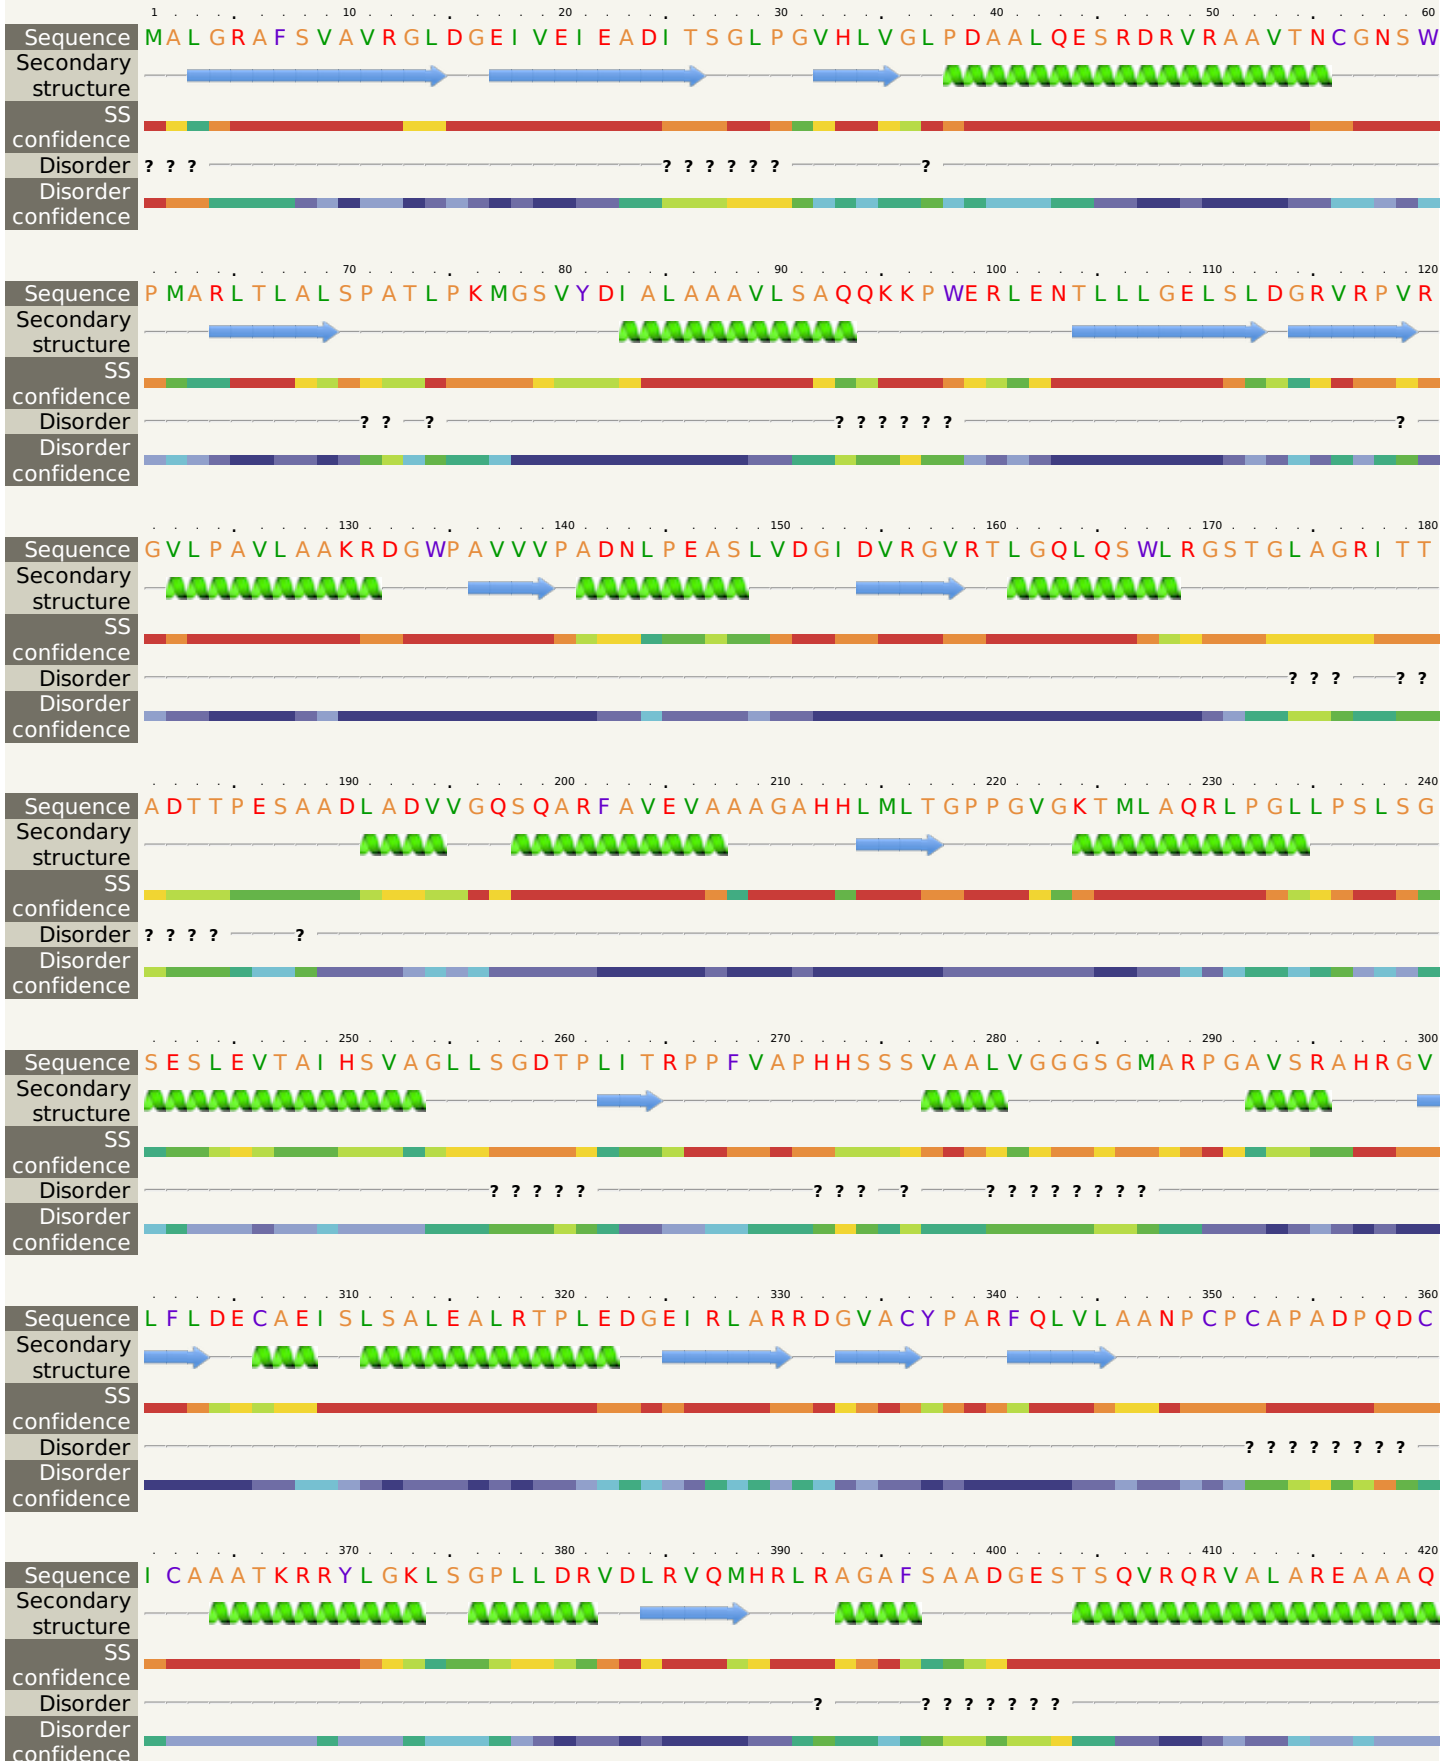 1 10 20 30 40 50 60
Sequence MALGRAFSVAVRGLDGEIVEIEADITSGLPGVHLVGLPDAALQESRDRVRAAVTNCGNSW
Secondary
structure
SS
confidence
Disorder ? ? ? ? ? ? ? ? ? ?
Disorder
confidence
70 80 90 100 110 120
Sequence PMARLTLALSPATLPKMGSVYDIALAAAVLSAQQKKPWERLENTLLLGELSLDGRVRPVR
Secondary
structure
SS
confidence
Disorder ? ? ? ? ? ? ? ? ? ?
Disorder
confidence
130 140 150 160 170 180
Sequence GVLPAVLAAKRDGWPAVVVPADNLPEASLVDGIDVRGVRTLGQLQSWLRGSTGLAGRITT
Secondary
structure
SS
confidence
Disorder ? ? ? ? ?
Disorder
confidence
190 200 210 220 230 240
Sequence ADTTPESAADLADVVGQSQARFAVEVAAAGAHHLMLTGPPGVGKTMLAQRLPGLLPSLSG
Secondary
structure
SS
confidence
Disorder ? ? ? ? ?
Disorder
confidence
250 260 270 280 290 300
Sequence SESLEVTAIHSVAGLLSGDTPLITRPPFVAPHHSSSVAALVGGGSGMARPGAVSRAHRGV
Secondary
structure
SS
confidence
Disorder ? ? ? ? ? ? ? ? ? ? ? ? ? ? ? ? ?
Disorder
confidence
310 320 330 340 350 360
Sequence LFLDECAEISLSALEALRTPLEDGEIRLARRDGVACYPARFQLVLAANPCPCAPADPQDC
Secondary
structure
SS
confidence
Disorder ? ? ? ? ? ? ? ?
Disorder
confidence
370 380 390 400 410 420
Sequence ICAAATKRRYLGKLSGPLLDRVDLRVQMHRLRAGAFSAADGESTSQVRQRVALAREAAAQ
Secondary
structure
SS
confidence
Disorder ? ? ? ? ? ? ? ?
Disorder
confidence